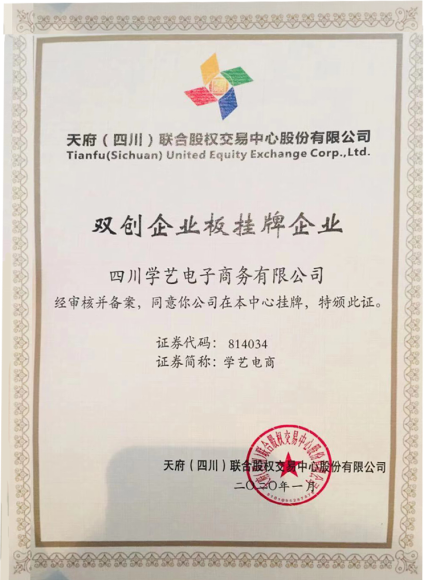 天府（四川）联合股权交易中心股份有限公司
Tianfu(Sichuan) United Equity Exchange Corp.,Ltd.
双创企业板挂牌企业
四川学艺电子商务有限公司
经审核并备案，同意你公司在本中心挂牌，特颁此证。
证券代码： 814034
证券简称：学艺电商
天府（四川）联合股权交易中心股份有限公司
二〇二〇年一月